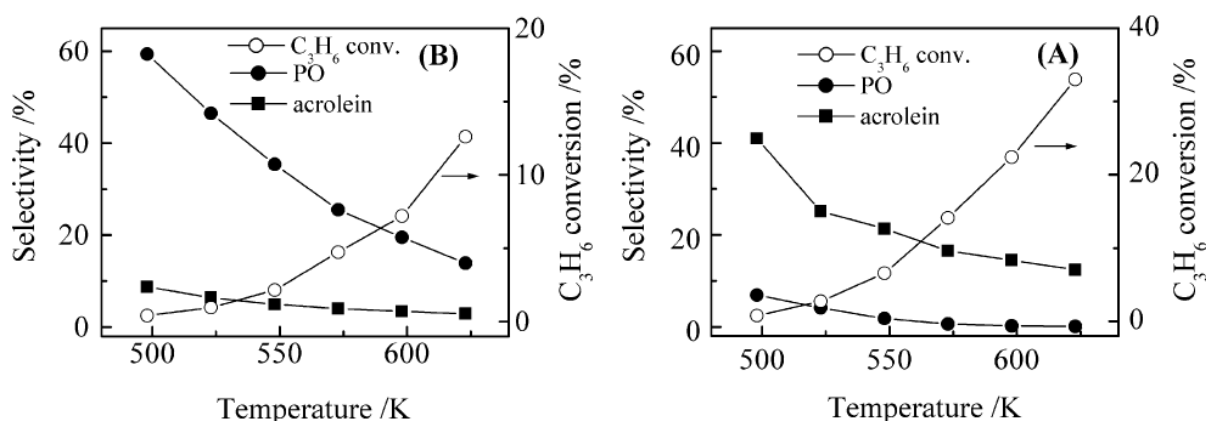 Selectivity /%
60
40
20
0
500
550
600
Temperature /K
20
10
0
C₃H₆ conversion /%
C₃H₆ conv.
PO
acrolein
(B)
Selectivity /%
60
40
20
0
500
550
600
Temperature /K
40
20
0
C₃H₆ conversion /%
C₃H₆ conv.
PO
acrolein
(A)